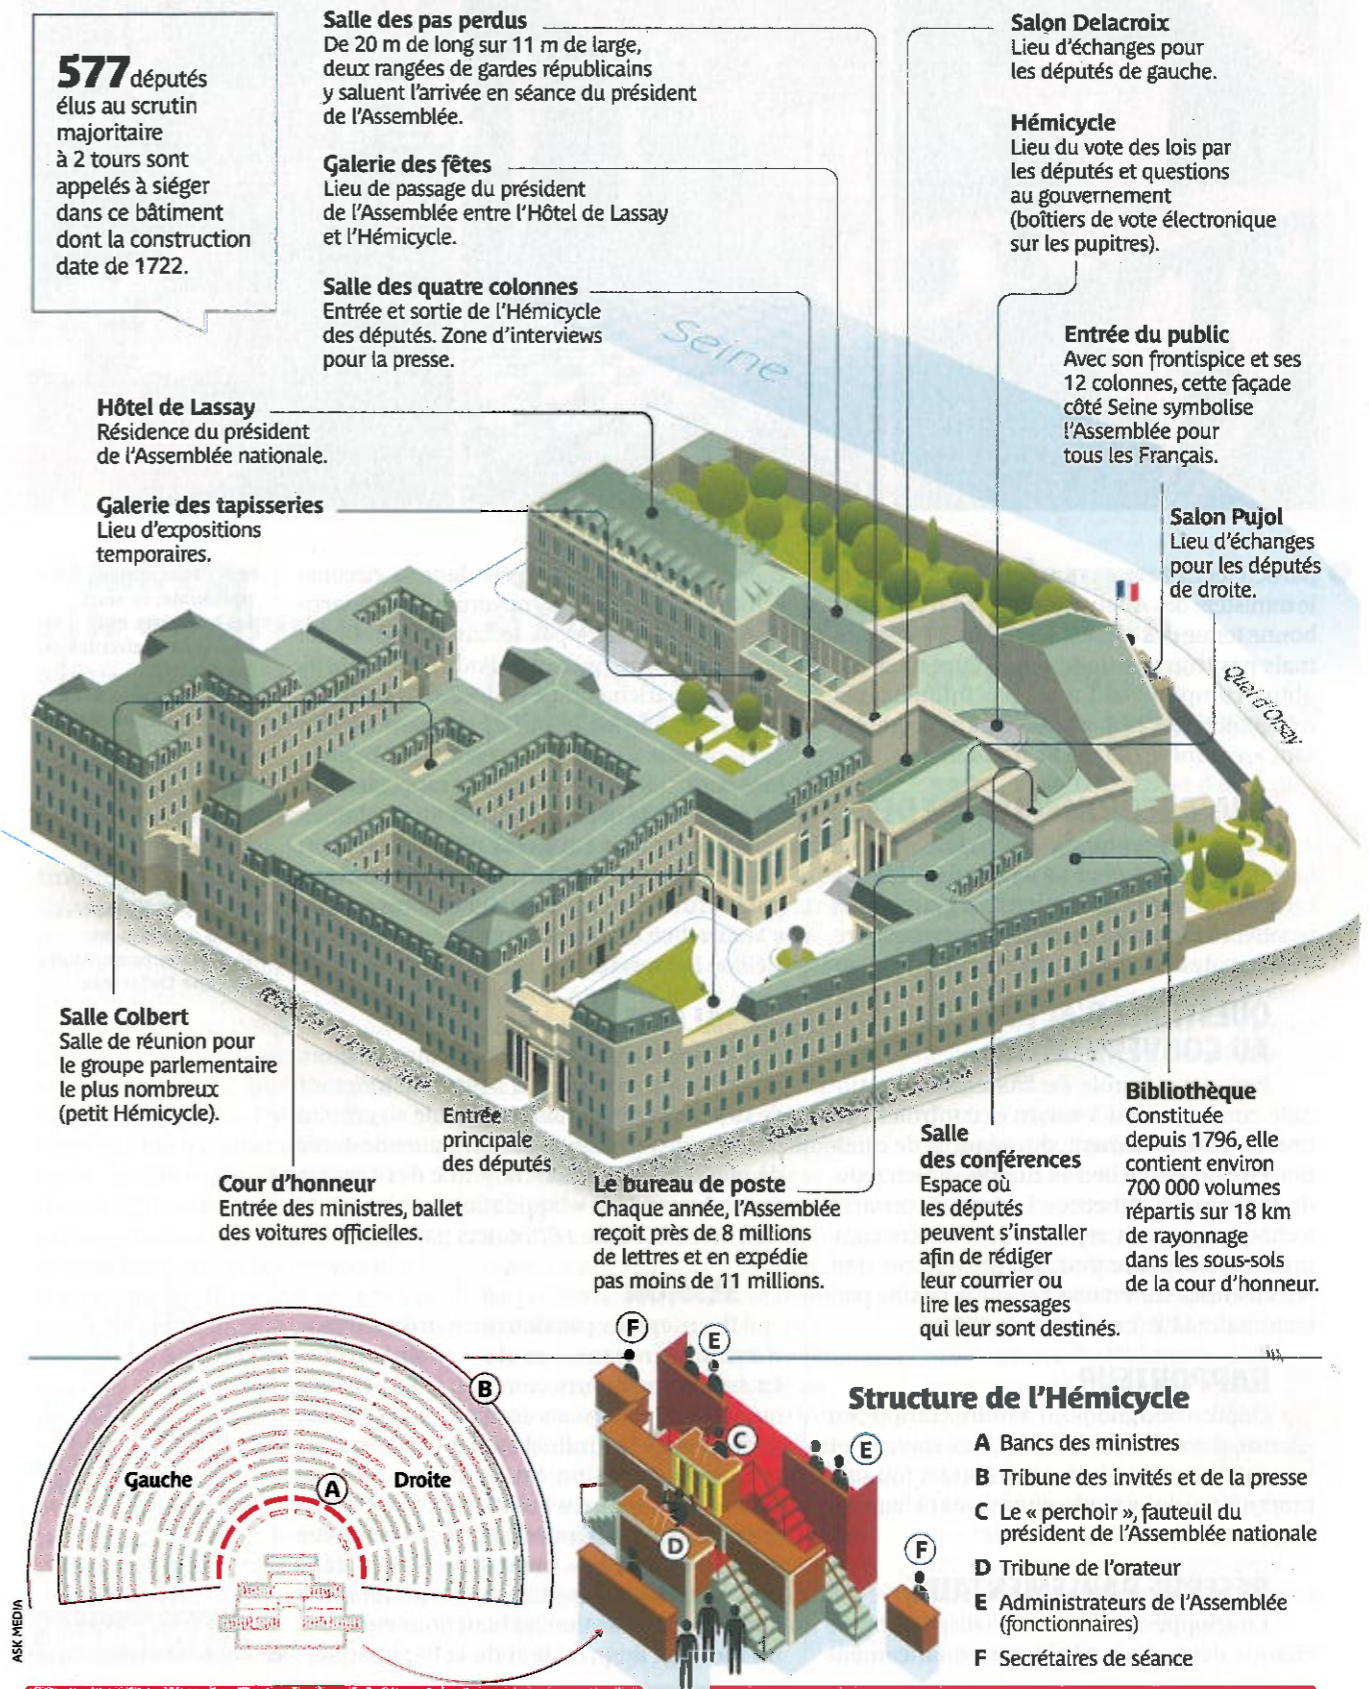 577 députés
élus au scrutin
majoritaire
à 2 tours sont
appelés à siéger
dans ce bâtiment
dont la construction
date de 1722.
Salle des pas perdus
De 20 m de long sur 11 m de large,
deux rangées de gardes républicains
y saluent l'arrivée en séance du président
de l'Assemblée.
Galerie des fêtes
Lieu de passage du président
de l'Assemblée entre l'Hôtel de Lassay
et l'Hémicycle.
Salle des quatre colonnes
Entrée et sortie de l'Hémicycle
des députés. Zone d'interviews
pour la presse.
Hôtel de Lassay
Résidence du président
de l'Assemblée nationale.
Galerie des tapisseries
Lieu d'expositions
temporaires.
Salon Delacroix
Lieu d'échanges pour
les députés de gauche.
Hémicycle
Lieu du vote des lois par
les députés et questions
au gouvernement
(boîtiers de vote électronique
sur les pupitres).
Seine
Entrée du public
Avec son frontispice et ses
12 colonnes, cette façade
côté Seine symbolise
l'Assemblée pour
tous les Français.
Salon Pujol
Lieu d'échanges
pour les députés
de droite.
Quai d'Orsay
Salle Colbert
Salle de réunion pour
le groupe parlementaire
le plus nombreux
(petit Hémicycle).
Entrée
principale
des députés
Cour d'honneur
Entrée des ministres, ballet
des voitures officielles.
Le bureau de poste
Chaque année, l'Assemblée
reçoit près de 8 millions
de lettres et en expédie
pas moins de 11 millions.
Salle
des conférences
Espace où
les députés
peuvent s'installer
afin de rédiger
leur courrier ou
lire les messages
qui leur sont destinés.
Bibliothèque
Constituée
depuis 1796, elle
contient environ
700 000 volumes
répartis sur 18 km
de rayonnage
dans les sous-sols
de la cour d'honneur.
B
Gauche
A
Droite
F
E
C
E
D
F
Structure de l'Hémicycle
A Bancs des ministres
B Tribune des invités et de la presse
C Le « perchoir », fauteuil du
président de l'Assemblée nationale
D Tribune de l'orateur
E Administrateurs de l'Assemblée
(fonctionnaires)
F Secrétaires de séance
ASK MEDIA